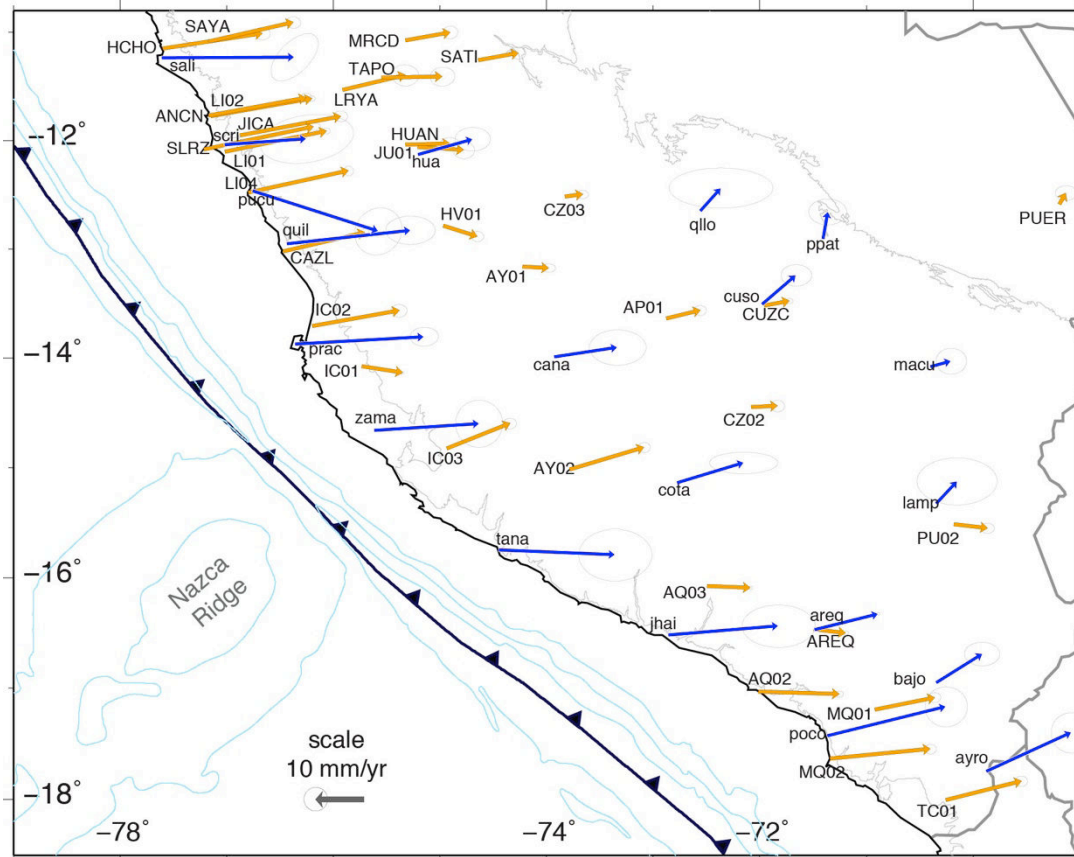 SAYA
HCHO
sall
MRCD
SATI
TAPO
LRYA
LI02
ANCN
JICA
scri
SLRZ
LI01
HUAN
JU01
hua
LI04
pucu
quil
CAZL
HV01
CZ03
qllo
ppat
PUER
AY01
cuso
CUZC
AP01
IC02
prac
IC01
cana
macu
zama
IC03
CZ02
AY02
cota
lamp
PU02
tana
AQ03
areq
AREQ
ihai
AQ02
bajo
MQ01
poco
MQ02
ayro
TC01
Nazca
Ridge
scale
10 mm/yr
−12°
−14°
−16°
−18°
−78°
−74°
−72°